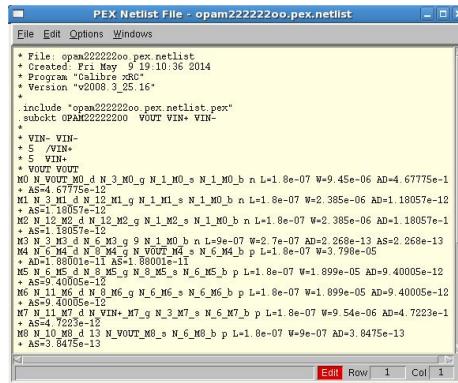 PEX Netlist File - opam222222oo.pex.netlist
File Edit Options Windows
* File: opam222222oo.pex.netlist
* Created: Fri May 9 19:10:36 2014
* Program "Calibre xRC"
* Version "v2008.3_25.16"
*
.include "opam222222oo.pex.netlist.pex"
.subckt OPAM222222OO VOUT VIN+ VIN-
*
* VIN- VIN-
* 5 /VIN+
* 5 VIN+
* VOUT VOUT
M0 N_VOUT_M0_d N_3_M0_g N_1_M0_s N_1_M0_b n L=1.8e-07 W=9.45e-06 AD=4.67775e-1
+ AS=4.67775e-12
M1 N_3_M1_d N_12_M1_g N_1_M1_s N_1_M0_b n L=1.8e-07 W=2.385e-06 AD=1.18057e-12
+ AS=1.18057e-12
M2 N_12_M2_d N_12_M2_g N_1_M2_s N_1_M0_b n L=1.8e-07 W=2.385e-06 AD=1.18057e-1
+ AS=1.18057e-12
M3 N_3_M3_d N_6_M3_g 9 N_1_M0_b n L=9e-07 W=2.7e-07 AD=2.268e-13 AS=2.268e-13
M4 N_6_M4_d N_8_M4_g N_VOUT_M4_s N_6_M4_b p L=1.8e-07 W=3.798e-05
+ AD=1.88001e-11 AS=1.88001e-11
M5 N_6_M5_d N_8_M5_g N_8_M5_s N_6_M5_b p L=1.8e-07 W=1.899e-05 AD=9.40005e-12
+ AS=9.40005e-12
M6 N_11_M6_d N_8_M6_g N_6_M6_s N_6_M6_b p L=1.8e-07 W=1.899e-05 AD=9.40005e-12
+ AS=9.40005e-12
M7 N_11_M7_d N_VIN+_M7_g N_3_M7_s N_6_M7_b p L=1.8e-07 W=9.54e-06 AD=4.7223e-1
+ AS=4.7223e-12
M8 N_10_M8_d 13 N_VOUT_M8_s N_6_M8_b p L=1.8e-07 W=9e-07 AD=3.8475e-13
+ AS=3.8475e-13
Edit Row 1 Col 1